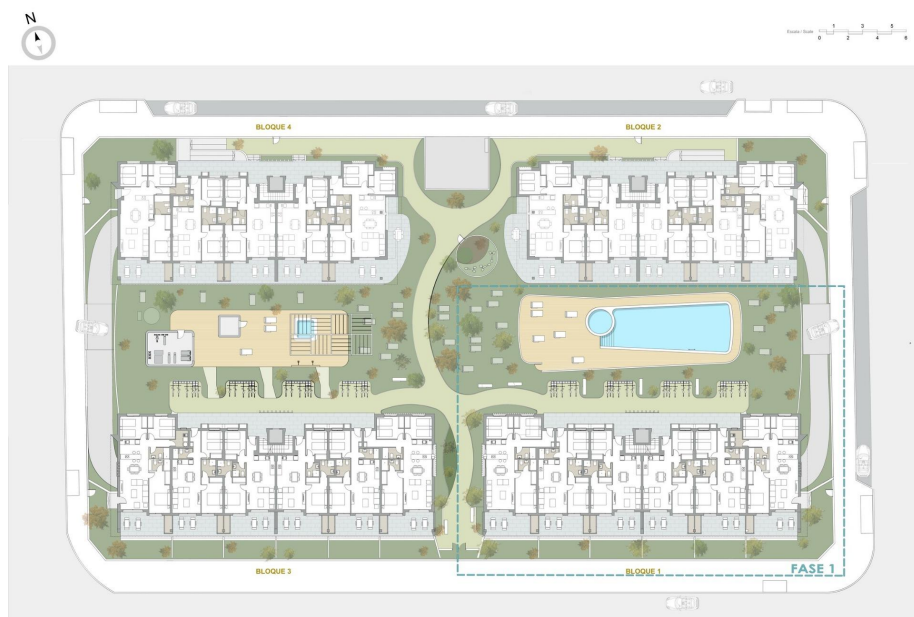 N
Escala / Scale
1 3 5
0 2 4 6
BLOQUE 4
BLOQUE 2
BLOQUE 3
BLOQUE 1
FASE 1